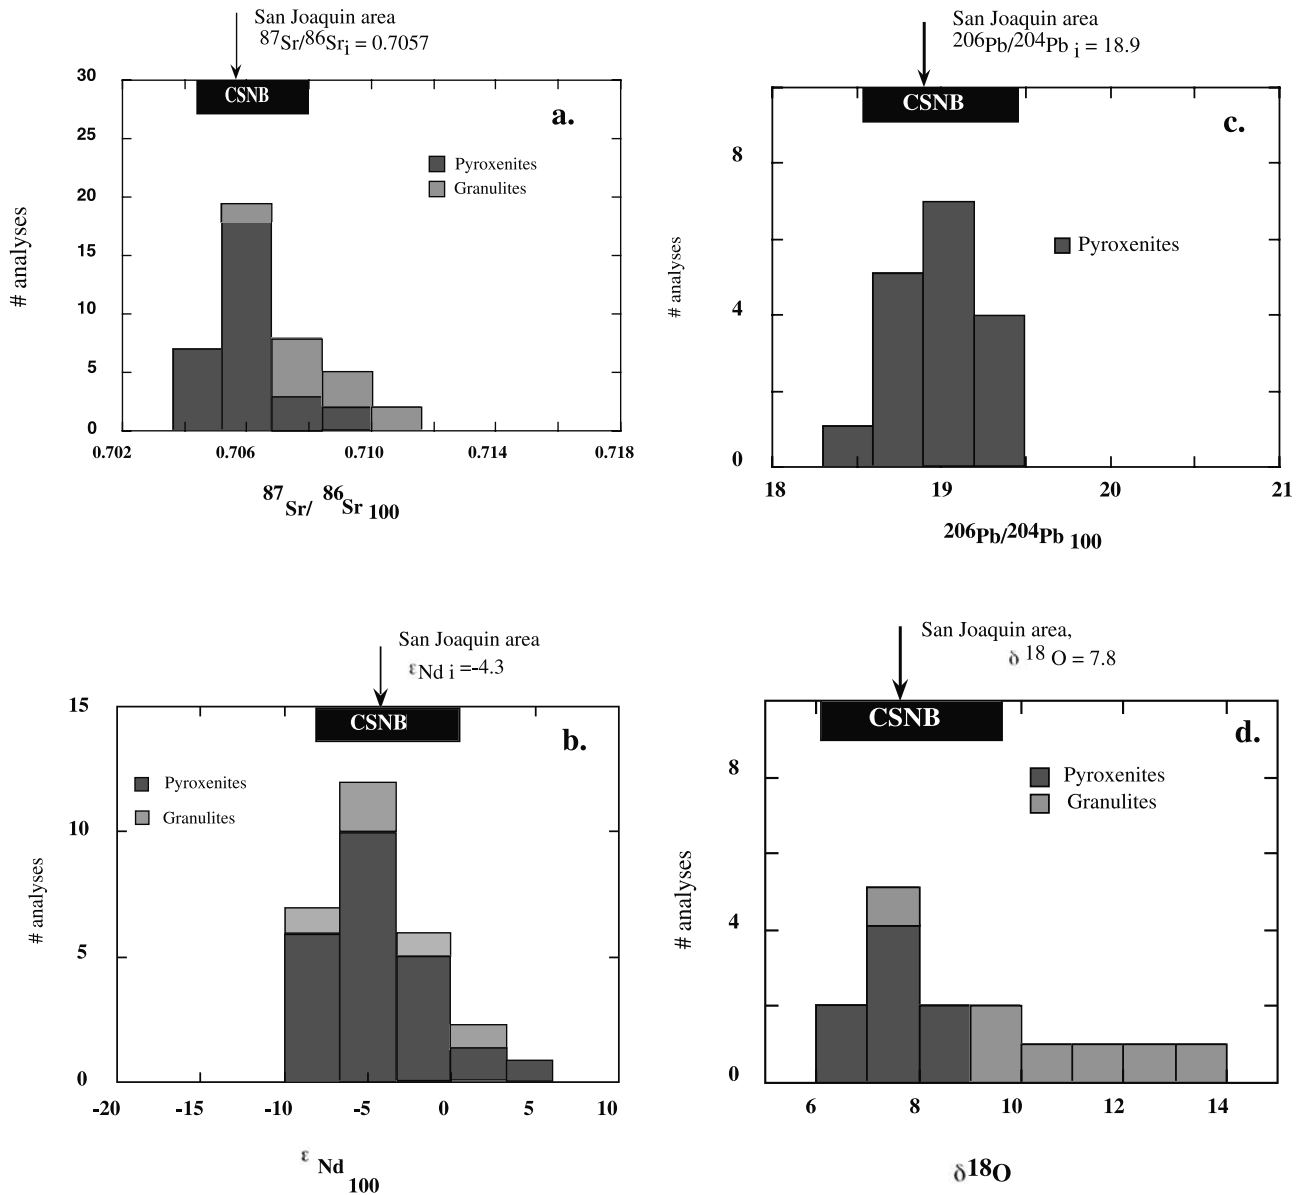 San Joaquin area
87Sr/86Sr i = 0.7057
30
CSNB
a.
25
Pyroxenites
Granulites
20
15
10
5
0
# analyses
0.702 0.706 0.710 0.714 0.718
87Sr/ 86Sr 100
San Joaquin area
206Pb/204Pb i = 18.9
CSNB
c.
8
Pyroxenites
4
0
# analyses
18 19 20 21
206Pb/204Pb 100
San Joaquin area
εNd i =-4.3
15
CSNB
b.
Pyroxenites
Granulites
10
5
0
# analyses
-20 -15 -10 -5 0 5 10
ε Nd 100
San Joaquin area,
δ 18 O = 7.8
CSNB
d.
8
Pyroxenites
Granulites
4
0
# analyses
6 8 10 12 14
δ18O